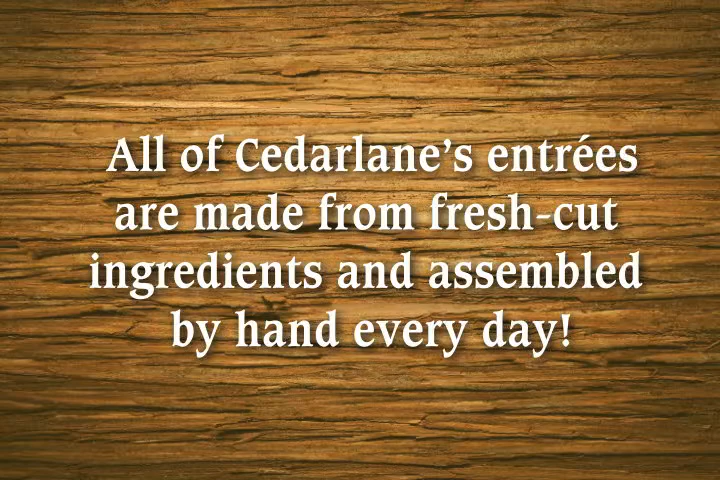 All of Cedarlane’s entrées
are made from fresh-cut
ingredients and assembled
by hand every day!